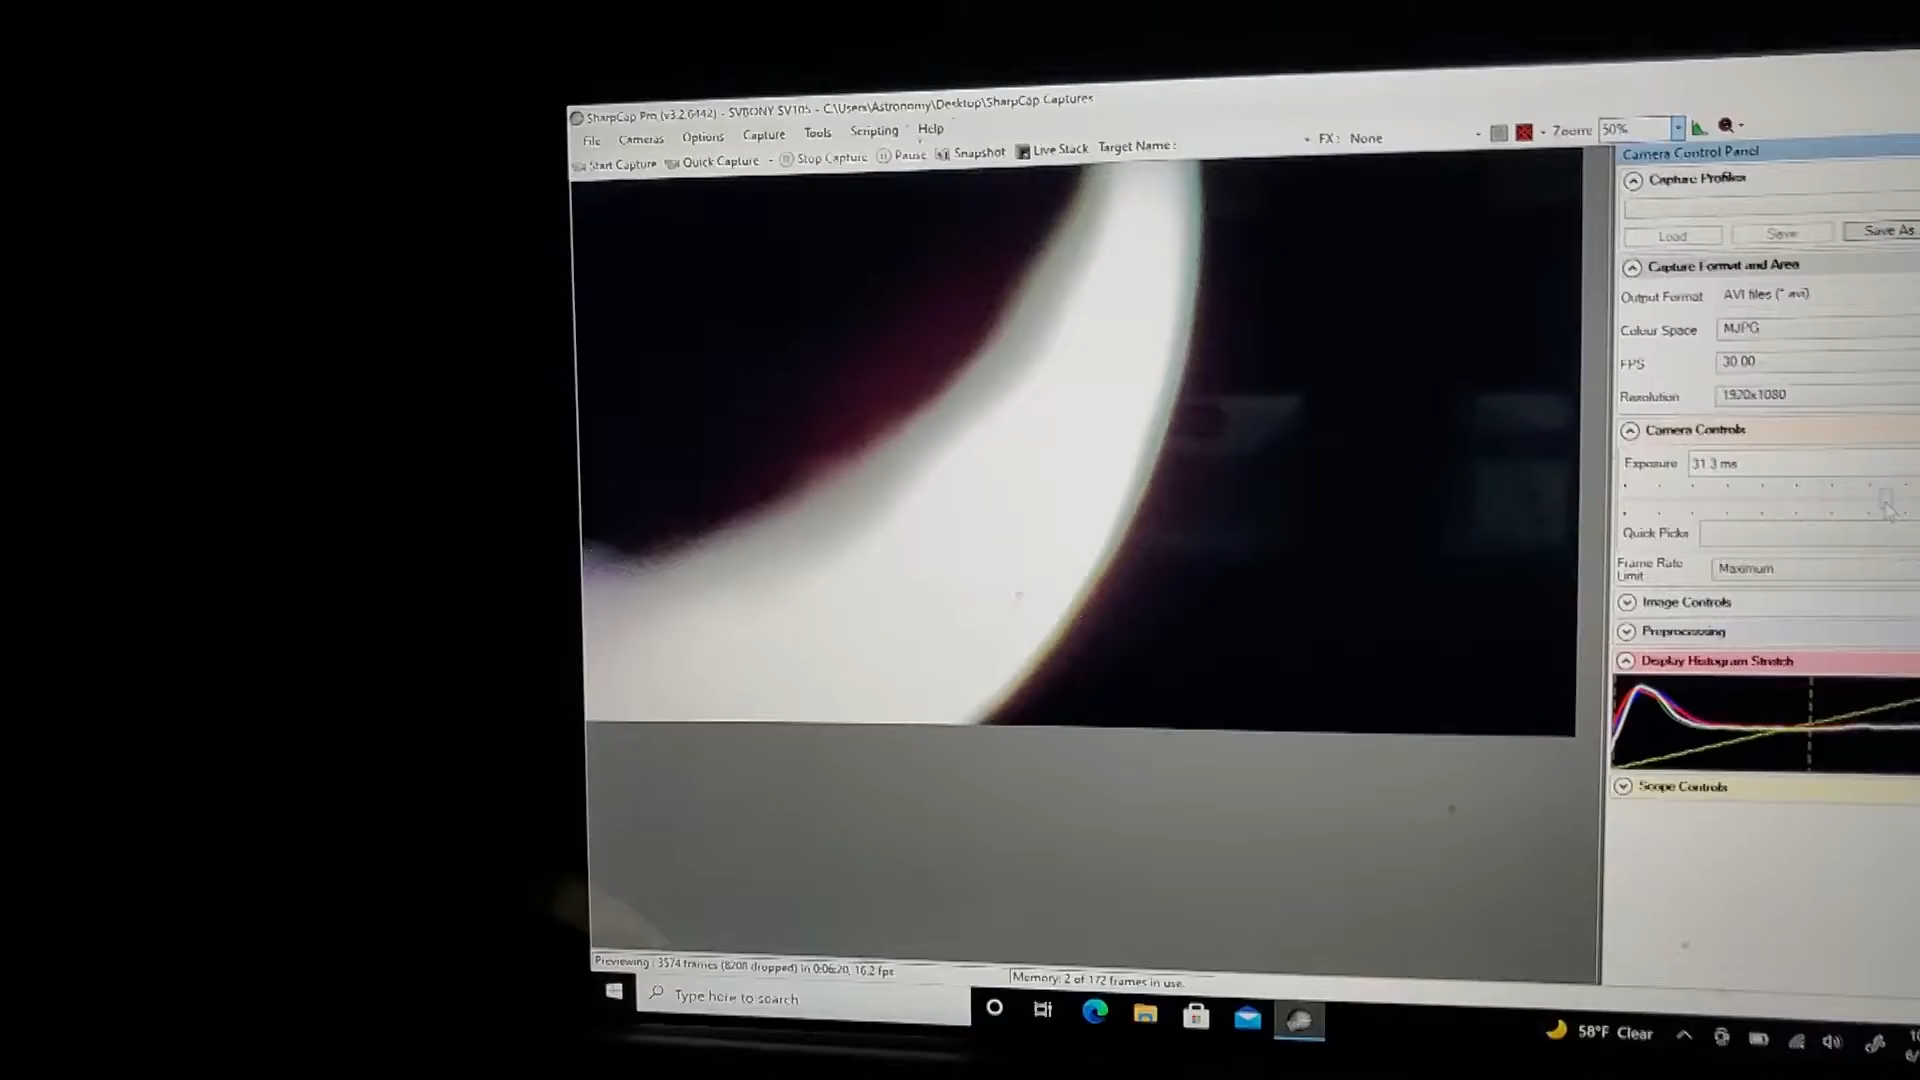 SharpCap Pro (v3.2.6442) - SVBONY SV105 - C:\Users\Astronomy\Desktop\SharpCap Captures
File Cameras Options Capture Tools Scripting Help
Start Capture Quick Capture Stop Capture Pause Snapshot Live Stack Target Name : FX : None Zoom: 50%
Camera Control Panel
Capture Profiles
Load Save Save As
Capture Format and Area
Output Format AVI files (*.avi)
Colour Space MJPG
FPS 30.00
Resolution 1920x1080
Camera Controls
Exposure 31.3 ms
Quick Picks
Frame Rate Limit Maximum
Image Controls
Preprocessing
Display Histogram Stretch
Scope Controls
Previewing : 3574 frames (8208 dropped) in 0:06:20, 16.2 fps
Memory: 2 of 172 frames in use.
Type here to search
58°F Clear